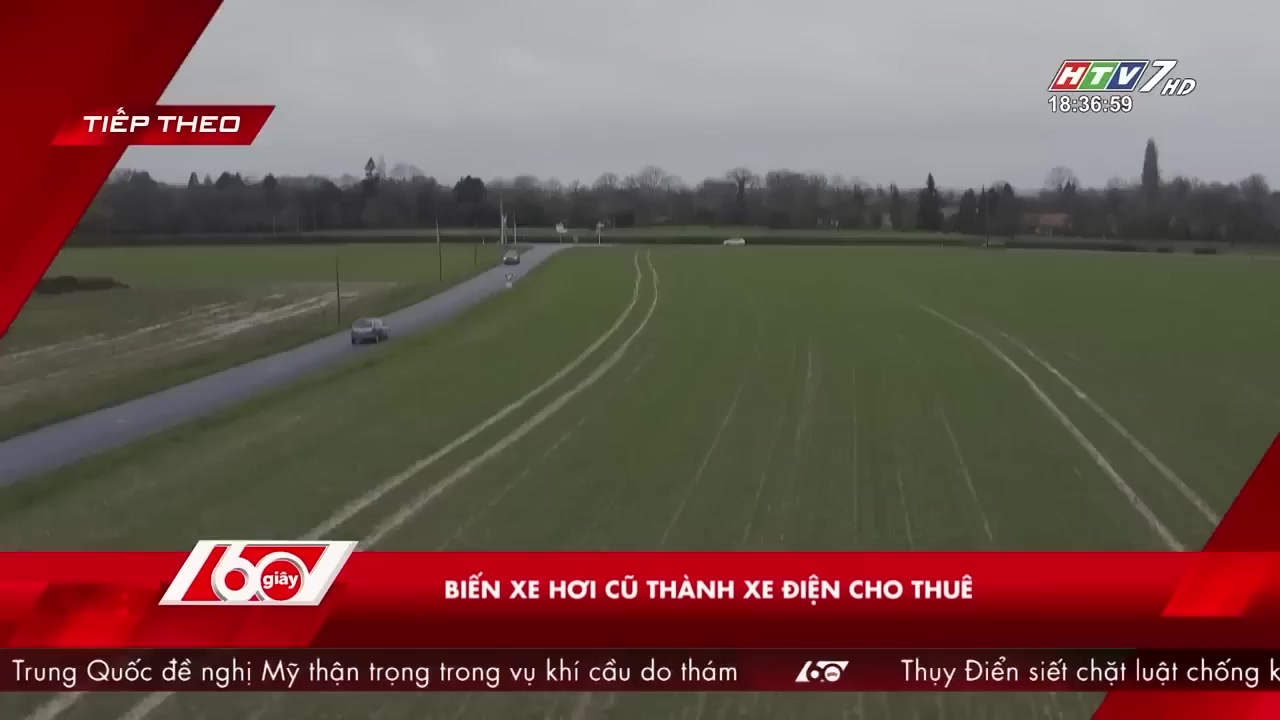 HTV7 HD
18:36:59
TIẾP THEO
60 giây
BIẾN XE HƠI CŨ THÀNH XE ĐIỆN CHO THUÊ
Trung Quốc đề nghị Mỹ thận trọng trong vụ khí cầu do thám 60 Thụy Điển siết chặt luật chống